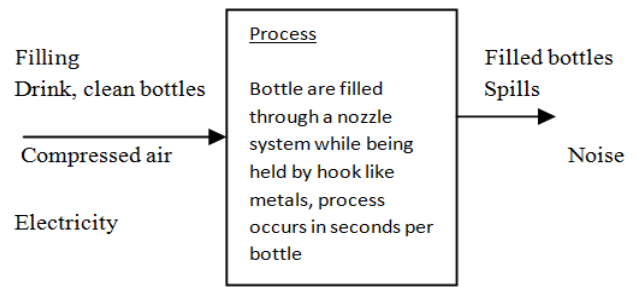 Filling
Drink, clean bottles
Compressed air
Electricity
Process
Bottle are filled
through a nozzle
system while being
held by hook like
metals, process
occurs in seconds per
bottle
Filled bottles
Spills
Noise